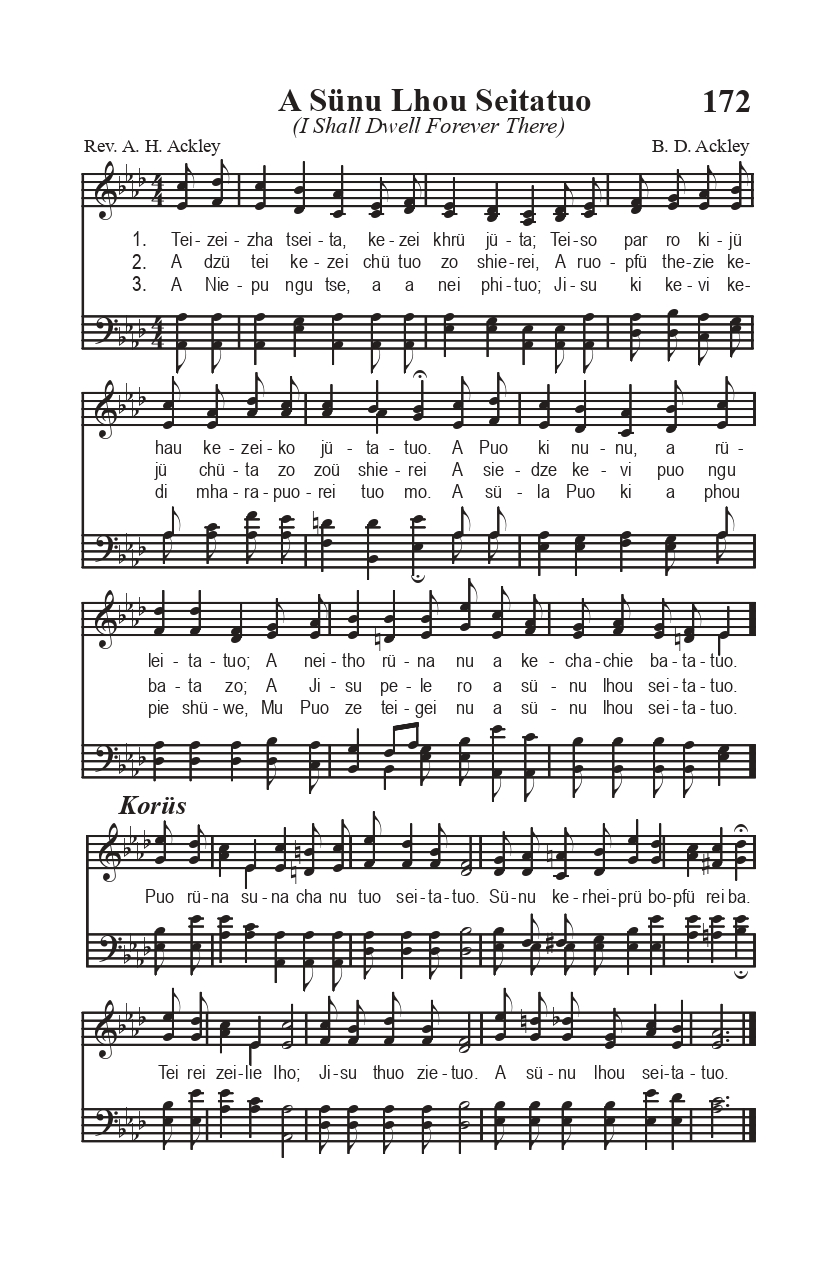 A Sünu Lhou Seitatuo 172
(I Shall Dwell Forever There)
Rev. A. H. Ackley B. D. Ackley
1. Tei-zei-zha tsei-ta, ke-zei khrü jü-ta; Tei-so par ro ki-jü
2. A dzü tei ke-zei chü tuo zo shie-rei, A ruo-pfü the-zie ke-
3. A Nie-pu ngu tse, a a nei phi-tuo; Ji-su ki ke-vi ke-
hau ke-zei-ko jü-ta-tuo. A Puo ki nu-nu, a rü-
jü chü-ta zo zoü shie-rei A sie-dze ke-vi puo ngu
di mha-ra-puo-rei tuo mo. A sü-la Puo ki a phou
lei-ta-tuo; A nei-tho rü-na nu a ke-cha-chie ba-ta-tuo.
ba-ta zo; A Ji-su pe-le ro a sü-nu lhou sei-ta-tuo.
pie shü-we, Mu Puo ze tei-gei nu a sü-nu lhou sei-ta-tuo.
Korüs
Puo rü-na su-na cha nu tuo sei-ta-tuo. Sü-nu ke-rhei-prü bo-pfü rei ba.
Tei rei zei-lie lho; Ji-su thuo zie-tuo. A sü-nu lhou sei-ta-tuo.